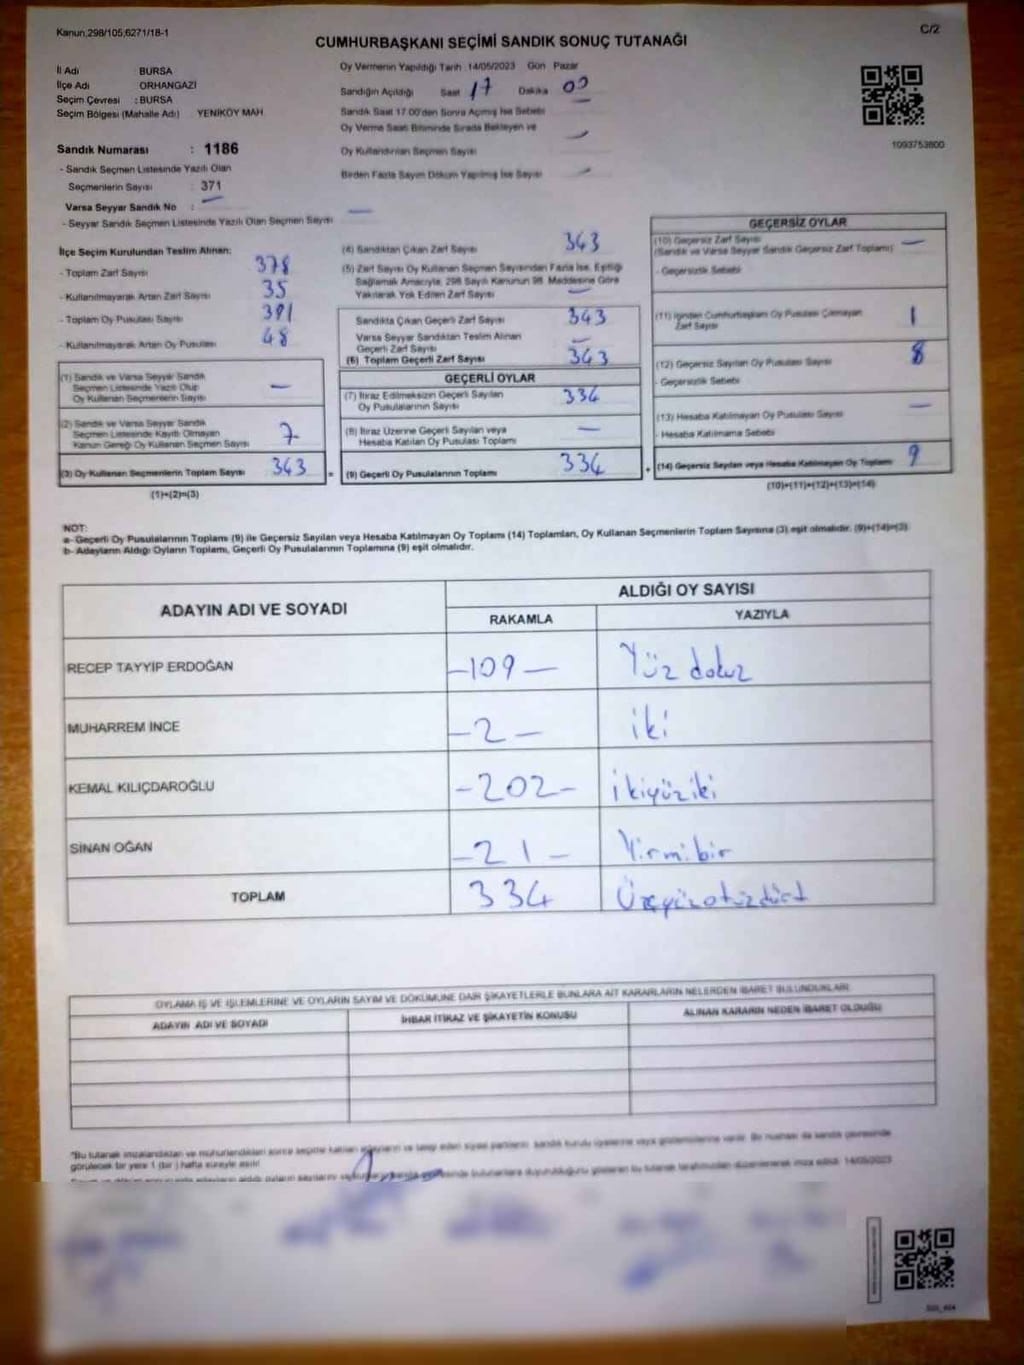 Kanun,298/105,6271/18-1
C/2
CUMHURBAŞKANI SEÇİMİ SANDIK SONUÇ TUTANAĞI
İl Adı BURSA
İlçe Adı ORHANGAZİ
Seçim Çevresi : BURSA
Seçim Bölgesi (Mahalle Adı) YENİKÖY MAH
Oy Vermenin Yapıldığı Tarih :14/05/2023 Gün Pazar
Sandığın Açıldığı Saat 17 Dakika 00
Sandık Saat 17.00'den Sonra Açımış İse Sebebi
Oy Verme Saati Bitiminde Sırada Bekleyen ve
Oy Kullandırılan Seçmen Sayısı
Birden Fazla Sayım Döküm Yapılmış İse Sayısı
1093753800
Sandık Numarası : 1186
- Sandık Seçmen Listesinde Yazılı Olan
Seçmenlerin Sayısı 371
Varsa Seyyar Sandık No : —
- Seyyar Sandık Seçmen Listesinde Yazılı Olan Seçmen Sayısı —
İlçe Seçim Kurulundan Teslim Alınan:
- Toplam Zarf Sayısı 378
- Kullanılmayarak Artan Zarf Sayısı 35
- Toplam Oy Pusulası Sayısı 391
- Kullanılmayarak Artan Oy Pusulası 48
(1) Sandık ve Varsa Seyyar Sandık
Seçmen Listesinde Yazılı Olup
Oy Kullanan Seçmenlerin Sayısı —
(2) Sandık ve Varsa Seyyar Sandık
Seçmen Listesinde Kayıtlı Olmayan
Kanun Gereği Oy Kullanan Seçmen Sayısı 7
(3) Oy Kullanan Seçmenlerin Toplam Sayısı 343
(1)+(2)=(3)
(4) Sandıktan Çıkan Zarf Sayısı 343
(5) Zarf Sayısı Oy Kullanan Seçmen Sayısından Fazla İse, Eşitliği
Sağlamak Amacıyla, 298 Sayılı Kanunun 98. Maddesine Göre
Yakılarak Yok Edilen Zarf Sayısı —
Sandıkta Çıkan Geçerli Zarf Sayısı 343
Varsa Seyyar Sandıktan Teslim Alınan
Geçerli Zarf Sayısı —
(6) Toplam Geçerli Zarf Sayısı 343
GEÇERLİ OYLAR
(7) İtiraz Edilmeksizin Geçerli Sayılan
Oy Pusulalarının Sayısı 334
(8) İtiraz Üzerine Geçerli Sayılan veya
Hesaba Katılan Oy Pusulası Toplamı —
= (9) Geçerli Oy Pusulalarının Toplamı 334
GEÇERSİZ OYLAR
(10) Geçersiz Zarf Sayısı
(Sandık ve Varsa Seyyar Sandık Geçersiz Zarf Toplamı) —
- Geçersizlik Sebebi
(11) İçinden Cumhurbaşkanı Oy Pusulası Çıkmayan
Zarf Sayısı 1
(12) Geçersiz Sayılan Oy Pusulası Sayısı 8
- Geçersizlik Sebebi
(13) Hesaba Katılmayan Oy Pusulası Sayısı —
- Hesaba Katılmama Sebebi
+ (14) Geçersiz Sayılan veya Hesaba Katılmayan Oy Toplamı 9
(10)+(11)+(12)+(13)=(14)
NOT:
a- Geçerli Oy Pusulalarının Toplamı (9) ile Geçersiz Sayılan veya Hesaba Katılmayan Oy Toplamı (14) Toplamları, Oy Kullanan Seçmenlerin Toplam Sayısına (3) eşit olmalıdır. (9)+(14)=(3)
b- Adayların Aldığı Oyların Toplamı, Geçerli Oy Pusulalarının Toplamına (9) eşit olmalıdır.
ADAYIN ADI VE SOYADI
ALDIĞI OY SAYISI
RAKAMLA YAZIYLA
RECEP TAYYİP ERDOĞAN -109- Yüz dokuz
MUHARREM İNCE -2- iki
KEMAL KILIÇDAROĞLU -202- İkiyüziki
SİNAN OĞAN -21- Yirmibir
TOPLAM 334 Üçyüzotuzdört
OYLAMA İŞ VE İŞLEMLERİNE VE OYLARIN SAYIM VE DÖKÜMÜNE DAİR ŞİKAYETLERLE BUNLARA AİT KARARLARIN NELERDEN İBARET BULUNDUKLARI
ADAYIN ADI VE SOYADI İHBAR İTİRAZ VE ŞİKAYETİN KONUSU ALINAN KARARIN NEDEN İBARET OLDUĞU
*Bu tutanak imzalandıktan ve mühürlendikten sonra seçime katılan
görülecek bir yere 1 (bir) hafta süreyle asılır.
14/05/2023